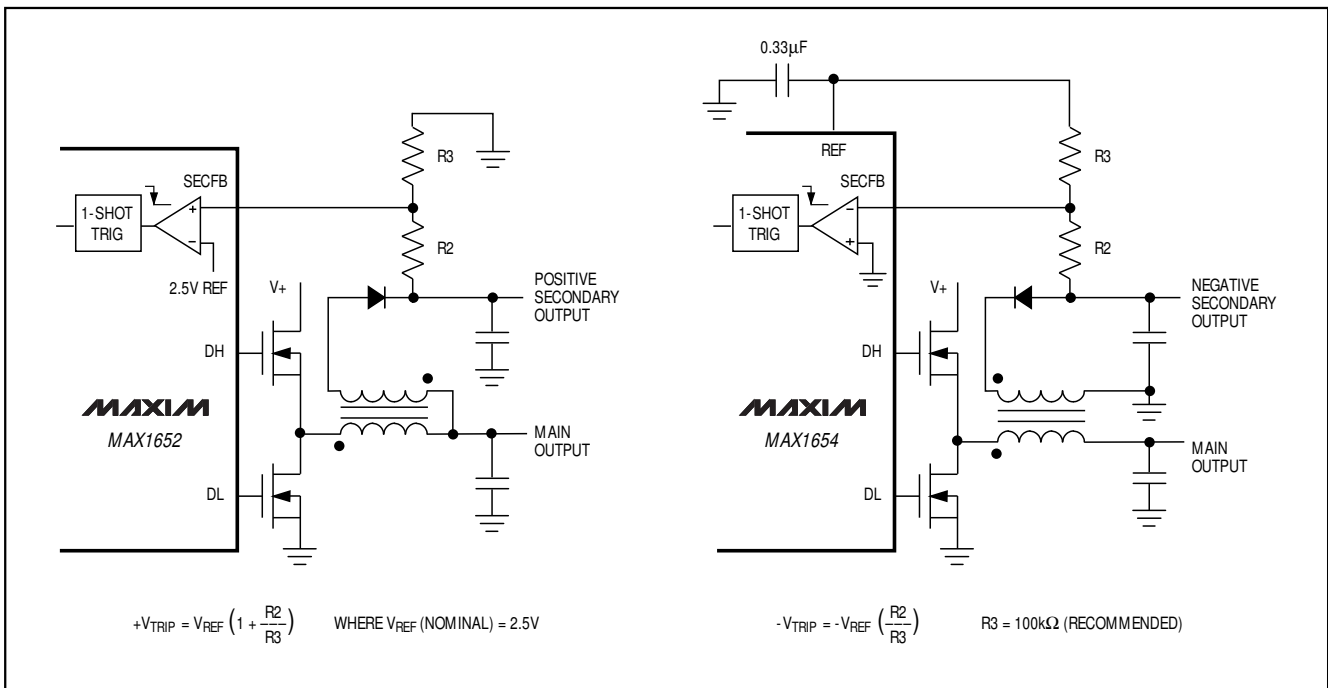 R3
SECFB
1-SHOT
TRIG
+
−
2.5V REF
R2
V+
POSITIVE
SECONDARY
OUTPUT
DH
MAXIM
MAX1652
MAIN
OUTPUT
DL
+VTRIP = VREF (1 + R2/R3) WHERE VREF (NOMINAL) = 2.5V
0.33μF
REF
R3
SECFB
1-SHOT
TRIG
−
+
R2
V+
NEGATIVE
SECONDARY
OUTPUT
DH
MAXIM
MAX1654
MAIN
OUTPUT
DL
-VTRIP = -VREF (R2/R3) R3 = 100kΩ (RECOMMENDED)